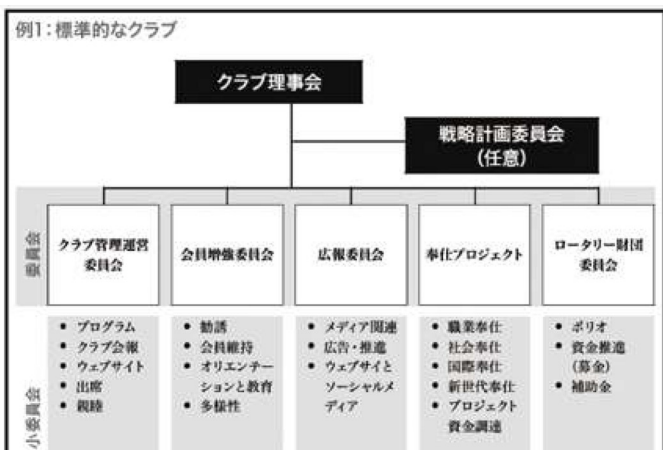 例1：標準的なクラブ
クラブ理事会
戦略計画委員会
（任意）
委員会
クラブ管理運営
委員会
会員増強委員会
広報委員会
奉仕プロジェクト
ロータリー財団
委員会
小委員会
• プログラム
• クラブ会報
• ウェブサイト
• 出席
• 親睦
• 勧誘
• 会員維持
• オリエンテー
ションと教育
• 多様性
• メディア関連
• 広告・推進
• ウェブサイと
ソーシャルメ
ディア
• 職業奉仕
• 社会奉仕
• 国際奉仕
• 新世代奉仕
• プロジェクト
資金調達
• ポリオ
• 資金推進
（募金）
• 補助金